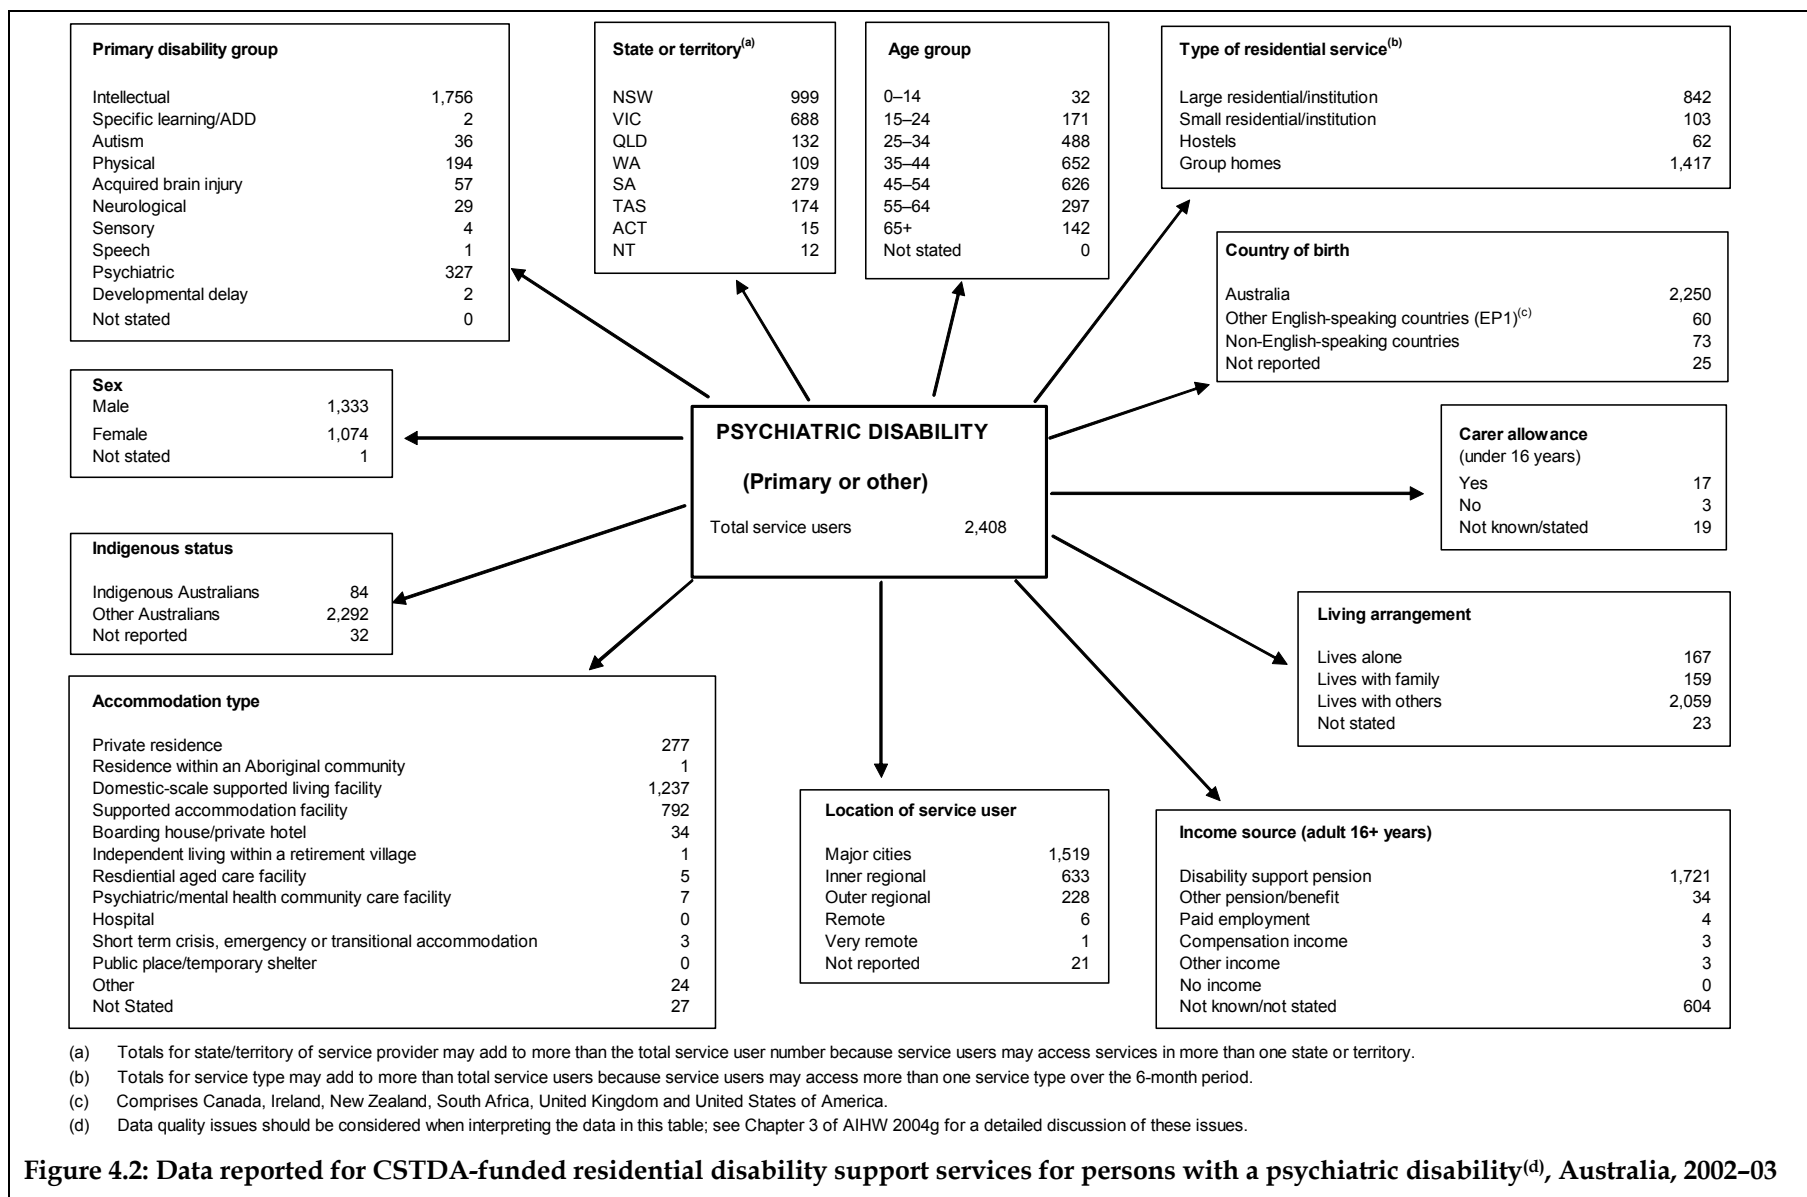 Primary disability group
Intellectual 1,756
Specific learning/ADD 2
Autism 36
Physical 194
Acquired brain injury 57
Neurological 29
Sensory 4
Speech 1
Psychiatric 327
Developmental delay 2
Not stated 0
State or territory(a)
NSW 999
VIC 688
QLD 132
WA 109
SA 279
TAS 174
ACT 15
NT 12
Age group
0–14 32
15–24 171
25–34 488
35–44 652
45–54 626
55–64 297
65+ 142
Not stated 0
Type of residential service(b)
Large residential/institution 842
Small residential/institution 103
Hostels 62
Group homes 1,417
Country of birth
Australia 2,250
Other English-speaking countries (EP1)(c) 60
Non-English-speaking countries 73
Not reported 25
Sex
Male 1,333
Female 1,074
Not stated 1
PSYCHIATRIC DISABILITY
(Primary or other)
Total service users 2,408
Carer allowance
(under 16 years)
Yes 17
No 3
Not known/stated 19
Indigenous status
Indigenous Australians 84
Other Australians 2,292
Not reported 32
Living arrangement
Lives alone 167
Lives with family 159
Lives with others 2,059
Not stated 23
Accommodation type
Private residence 277
Residence within an Aboriginal community 1
Domestic-scale supported living facility 1,237
Supported accommodation facility 792
Boarding house/private hotel 34
Independent living within a retirement village 1
Resdiential aged care facility 5
Psychiatric/mental health community care facility 7
Hospital 0
Short term crisis, emergency or transitional accommodation 3
Public place/temporary shelter 0
Other 24
Not Stated 27
Location of service user
Major cities 1,519
Inner regional 633
Outer regional 228
Remote 6
Very remote 1
Not reported 21
Income source (adult 16+ years)
Disability support pension 1,721
Other pension/benefit 34
Paid employment 4
Compensation income 3
Other income 3
No income 0
Not known/not stated 604
(a) Totals for state/territory of service provider may add to more than the total service user number because service users may access services in more than one state or territory.
(b) Totals for service type may add to more than total service users because service users may access more than one service type over the 6-month period.
(c) Comprises Canada, Ireland, New Zealand, South Africa, United Kingdom and United States of America.
(d) Data quality issues should be considered when interpreting the data in this table; see Chapter 3 of AIHW 2004g for a detailed discussion of these issues.
Figure 4.2: Data reported for CSTDA-funded residential disability support services for persons with a psychiatric disability(d), Australia, 2002–03